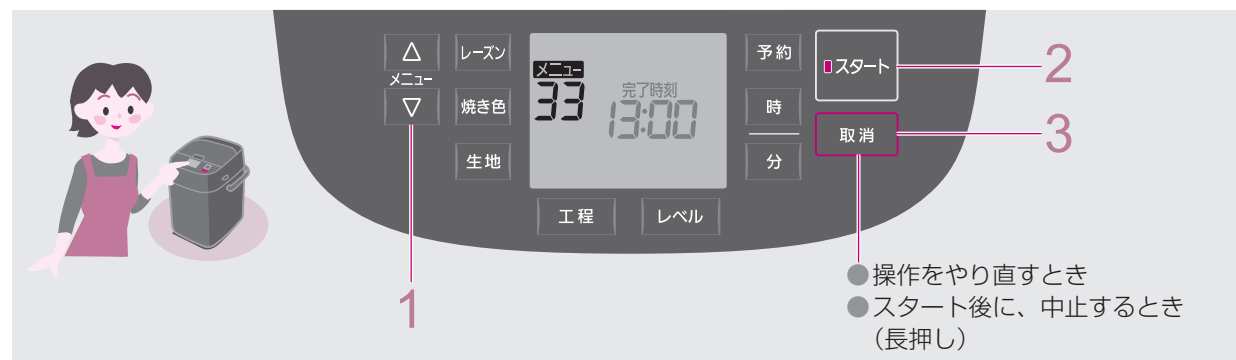 △
メニュー
▽
レーズン
焼き色
生地
メニュー
33
完了時刻
13:00
工程
レベル
予約
時
分
スタート
取消
1
2
3
●操作をやり直すとき
●スタート後に、中止するとき
(長押し)